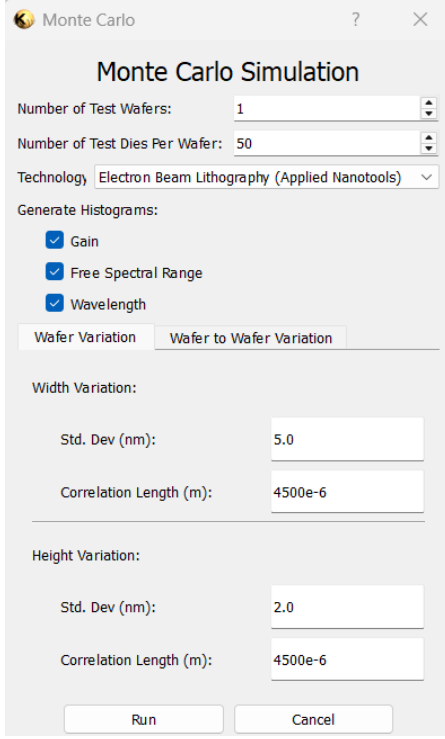 Monte Carlo ?
Monte Carlo Simulation
Number of Test Wafers: 1
Number of Test Dies Per Wafer: 50
Technology Electron Beam Lithography (Applied Nanotools)
Generate Histograms:
Gain
Free Spectral Range
Wavelength
Wafer Variation Wafer to Wafer Variation
Width Variation:
Std. Dev (nm): 5.0
Correlation Length (m): 4500e-6
Height Variation:
Std. Dev (nm): 2.0
Correlation Length (m): 4500e-6
Run Cancel